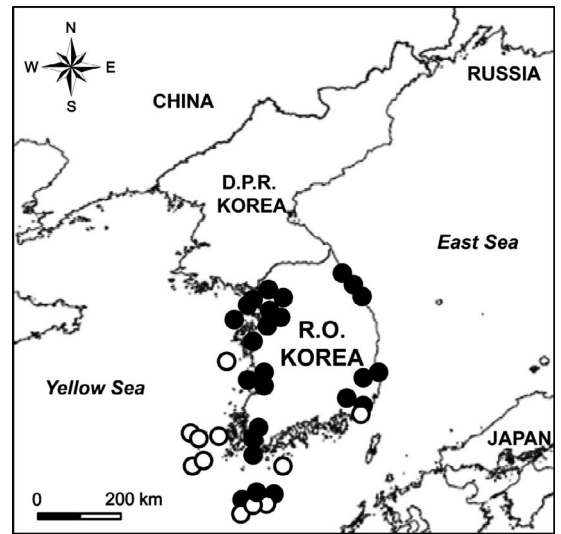 N
W E
S
RUSSIA
CHINA
D.P.R.
KOREA
East Sea
R.O.
KOREA
Yellow Sea
JAPAN
0 200 km